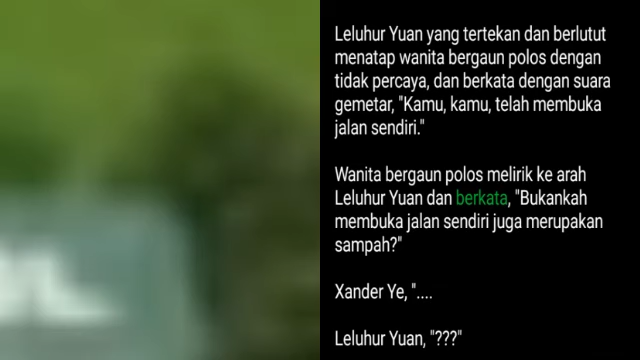 Leluhur Yuan yang tertekan dan berlutut
menatap wanita bergaun polos dengan
tidak percaya, dan berkata dengan suara
gemetar, "Kamu, kamu, telah membuka
jalan sendiri."
Wanita bergaun polos melirik ke arah
Leluhur Yuan dan berkata, "Bukankah
membuka jalan sendiri juga merupakan
sampah?"
Xander Ye, "....
Leluhur Yuan, "???"